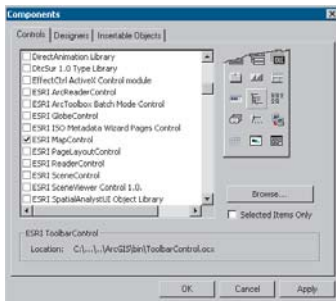 Components
Controls
Designers
Insertable Objects
DirectAnimation Library
DtcSur 1.0 Type Library
EffectCtrl ActiveX Control module
ESRI ArcReaderControl
ESRI ArcToolbox Batch Mode Control
ESRI GlobeControl
ESRI ISO Metadata Wizard Pages Control
ESRI MapControl
ESRI PageLayoutControl
ESRI ReaderControl
ESRI SceneControl
ESRI SceneViewer Control 1.0.
ESRI SpatialAnalystUI Object Library
Browse...
Selected Items Only
ESRI ToolbarControl
Location: C:\...\...\ArcGIS\bin\ToolbarControl.ocx
OK
Cancel
Apply